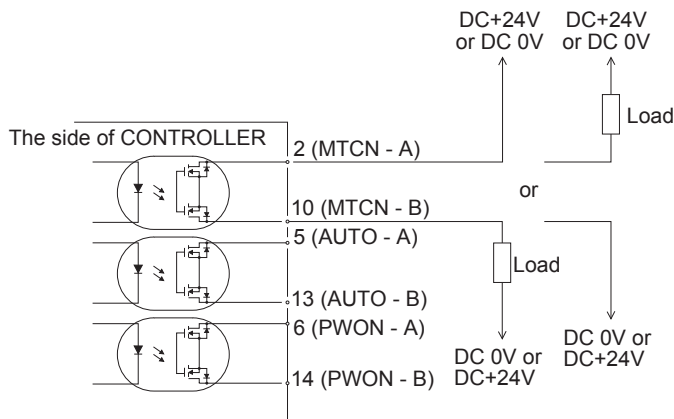 DC+24V
or DC 0V
DC+24V
or DC 0V
Load
The side of CONTROLLER
2 (MTCN - A)
or
10 (MTCN - B)
5 (AUTO - A)
Load
13 (AUTO - B)
6 (PWON - A)
DC 0V or
DC+24V
DC 0V or
DC+24V
14 (PWON - B)